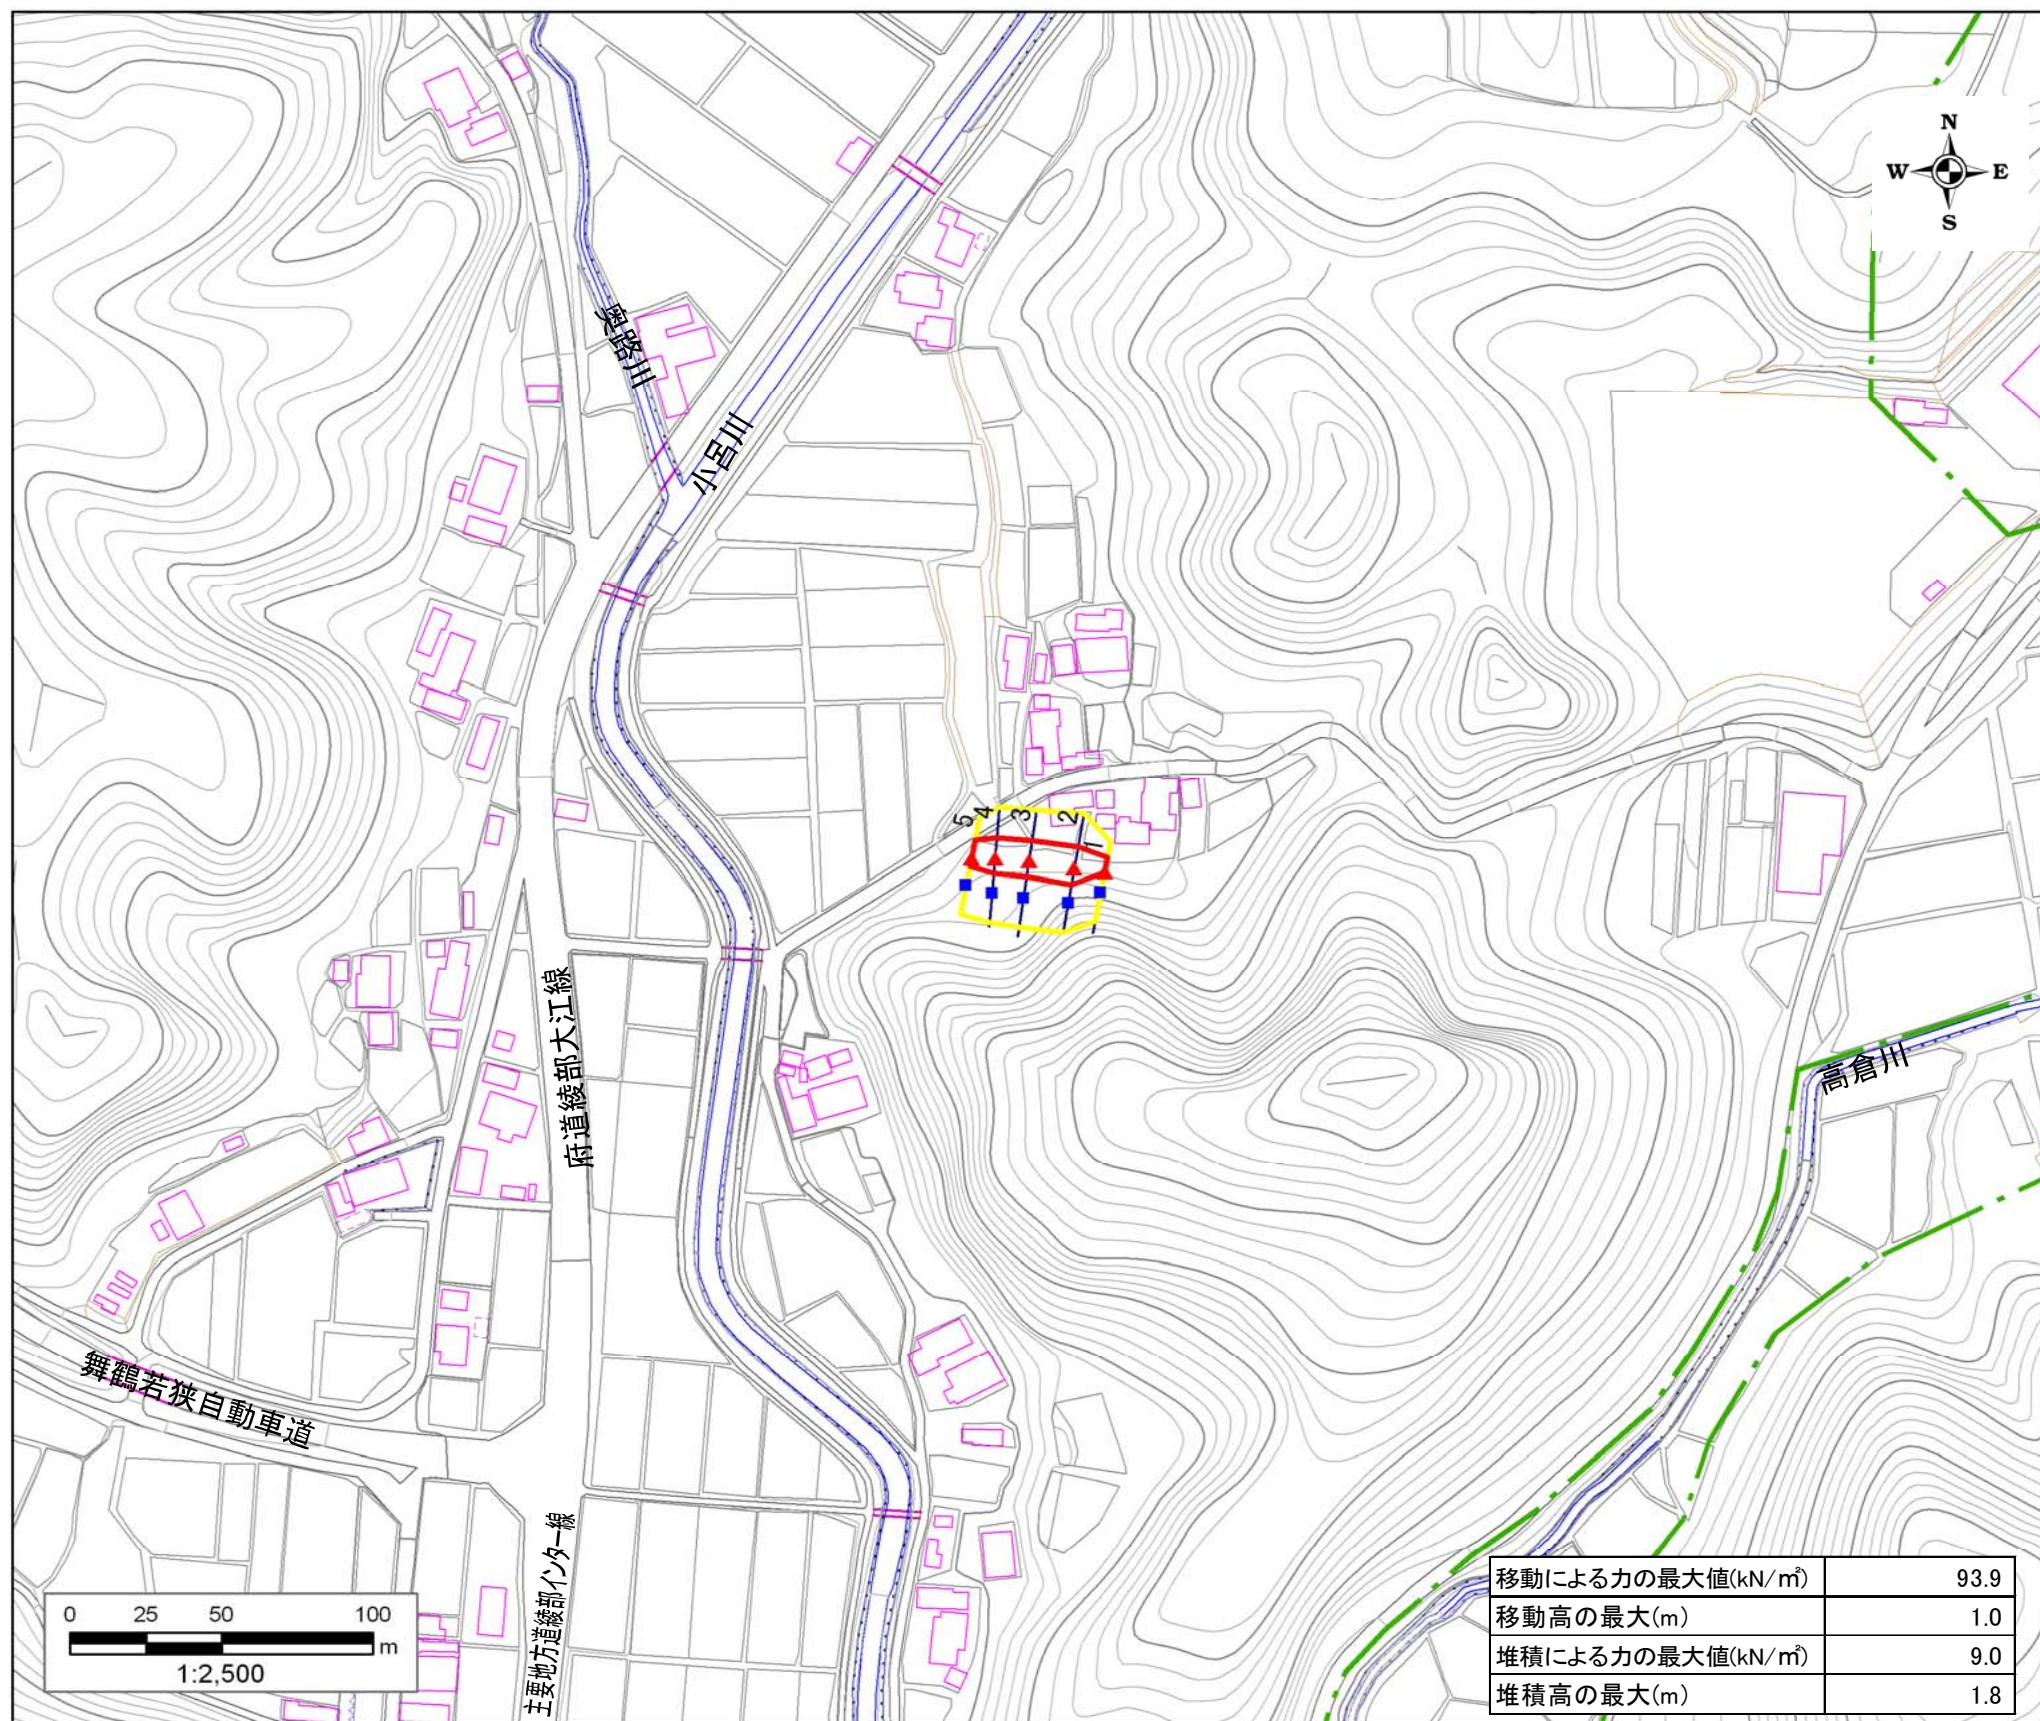 N
W E
S
奥路川
小呂川
5 4 3 2 1
府道綾部大江線
高倉川
舞鶴若狭自動車道
主要地方道綾部インター線
0 25 50 100
m
1:2,500
移動による力の最大値(kN/㎡) 93.9
移動高の最大(m) 1.0
堆積による力の最大値(kN/㎡) 9.0
堆積高の最大(m) 1.8